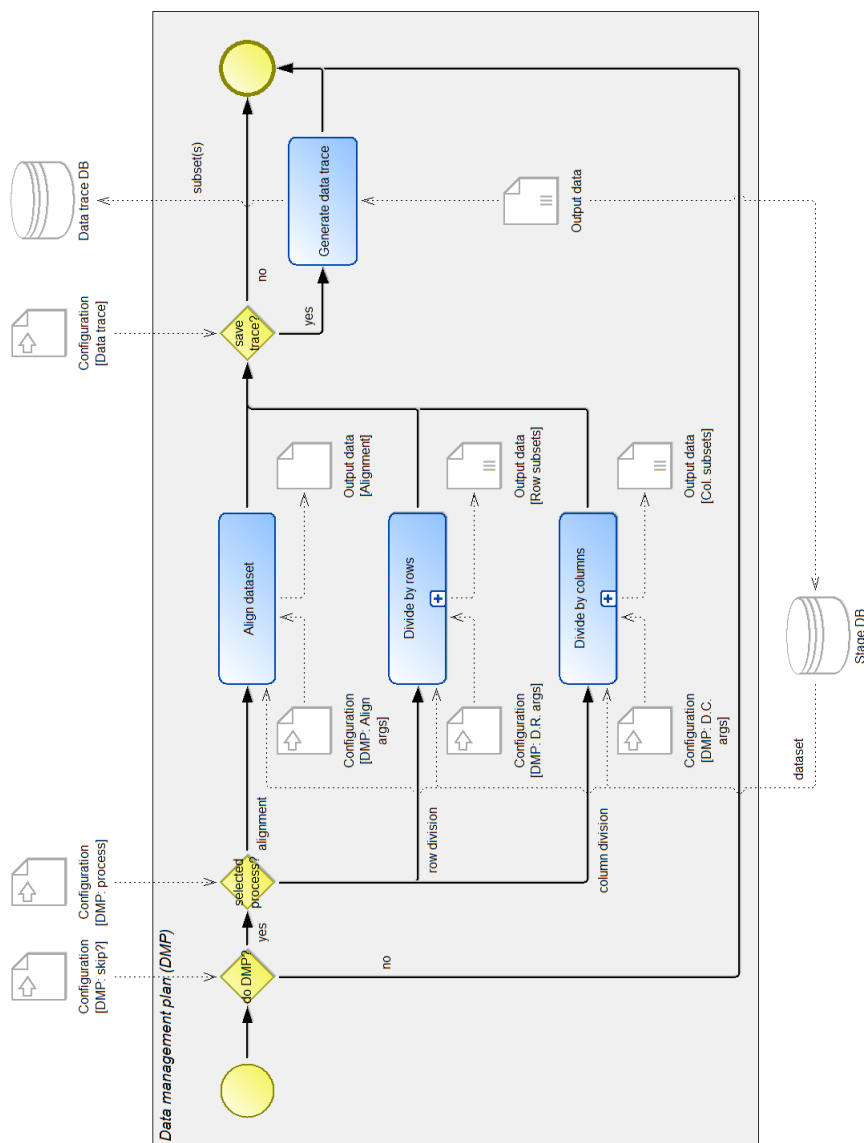 Data management plan (DMP)
Configuration
[DMP: skip?]
Configuration
[DMP: process]
Configuration
[Data trace]
Data trace DB
do DMP?
yes
no
selected
process?
alignment
row division
column division
Align dataset
Configuration
[DMP: Align
args]
Output data
[Alignment]
Divide by rows
Configuration
[DMP: D.R. args]
Output data
[Row subsets]
Divide by columns
Configuration
[DMP: D.C.
args]
Output data
[Col. subsets]
save
trace?
no
yes
subset(s)
Generate data trace
Output data
dataset
Stage DB